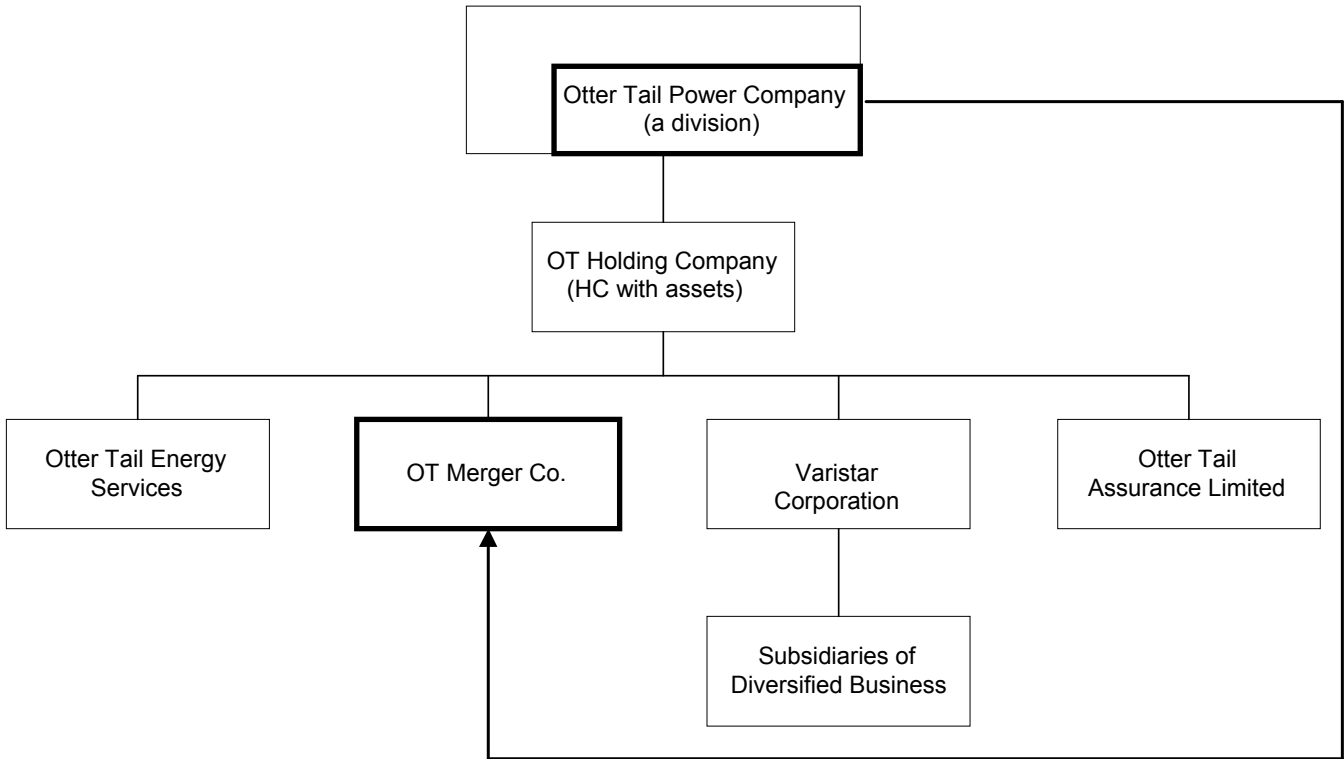 Otter Tail Power Company
(a division)
OT Holding Company
(HC with assets)
Otter Tail Energy
Services
OT Merger Co.
Varistar
Corporation
Otter Tail
Assurance Limited
Subsidiaries of
Diversified Business